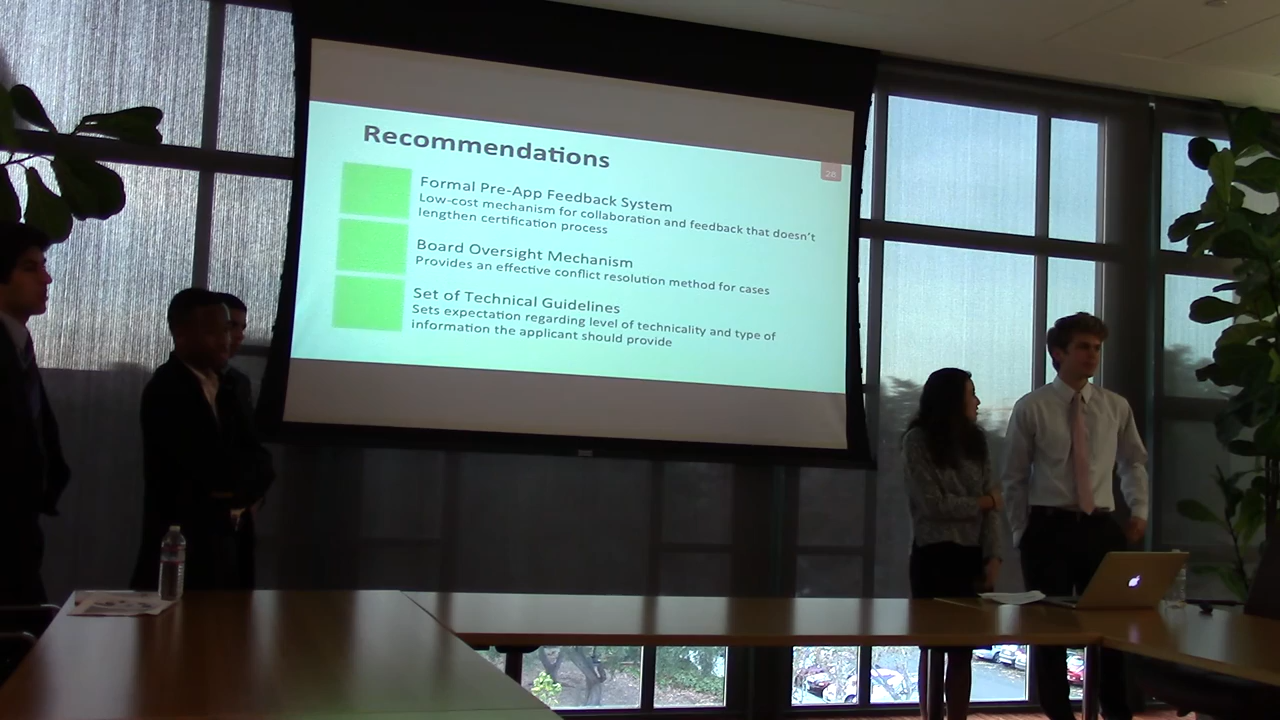 Recommendations
28
Formal Pre-App Feedback System
Low-cost mechanism for collaboration and feedback that doesn't
lengthen certification process
Board Oversight Mechanism
Provides an effective conflict resolution method for cases
Set of Technical Guidelines
Sets expectation regarding level of technicality and type of
information the applicant should provide